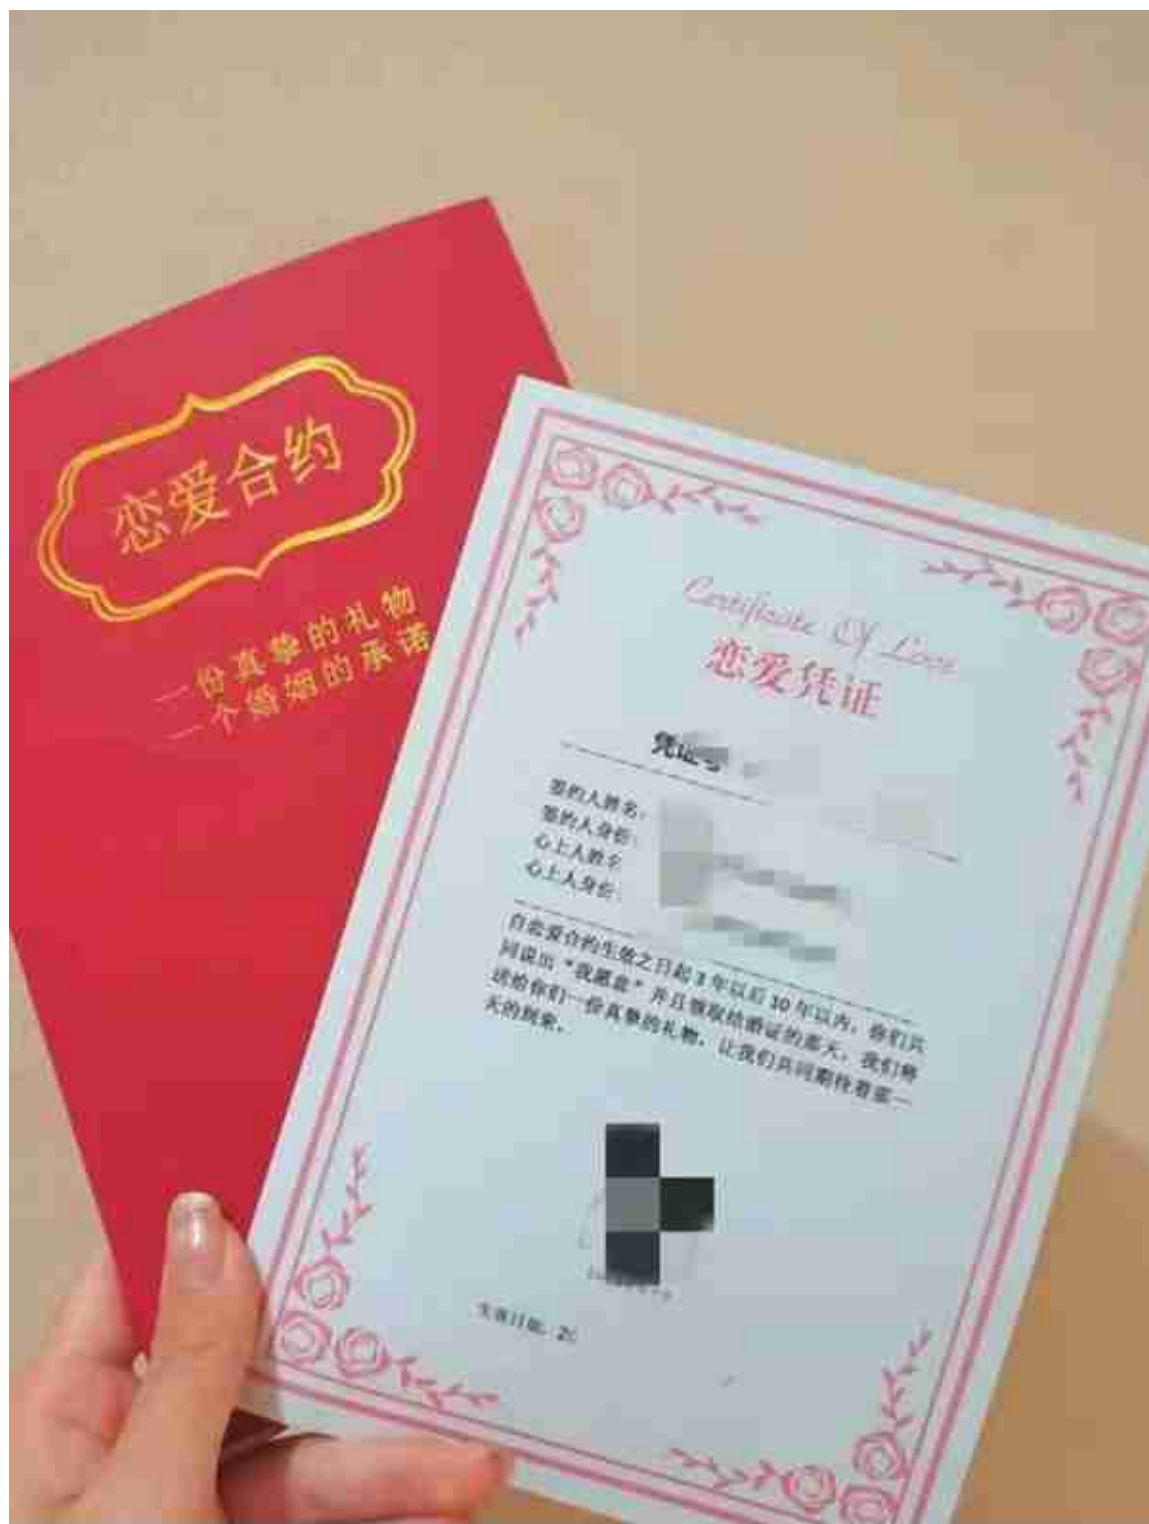 恋爱合约
一份真挚的礼物
一个婚姻的承诺
Certificate Of Love
恋爱凭证
凭证号
签约人姓名：
签约人身份：
心上人姓名
心上人身份：
自恋爱合约生效之日起3年以后10年以内，你们共
同说出“我愿意”并且领取结婚证的那天，我们将
送给你们一份真挚的礼物，让我们共同期待着那一
天的到来。
生效日期：20